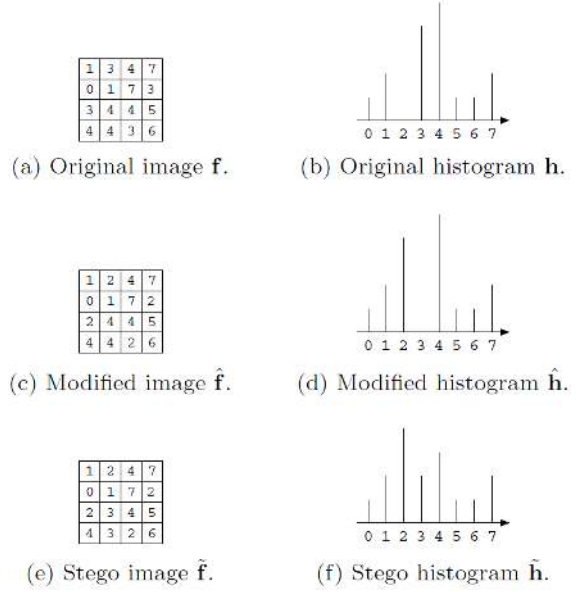 1 3 4 7
0 1 7 3
3 4 4 5
4 4 3 6
0 1 2 3 4 5 6 7
(a) Original image f.
(b) Original histogram h.
1 2 4 7
0 1 7 2
2 4 4 5
4 4 2 6
0 1 2 3 4 5 6 7
(c) Modified image f̂.
(d) Modified histogram ĥ.
1 2 4 7
0 1 7 2
2 3 4 5
4 3 2 6
0 1 2 3 4 5 6 7
(e) Stego image f̃.
(f) Stego histogram h̃.